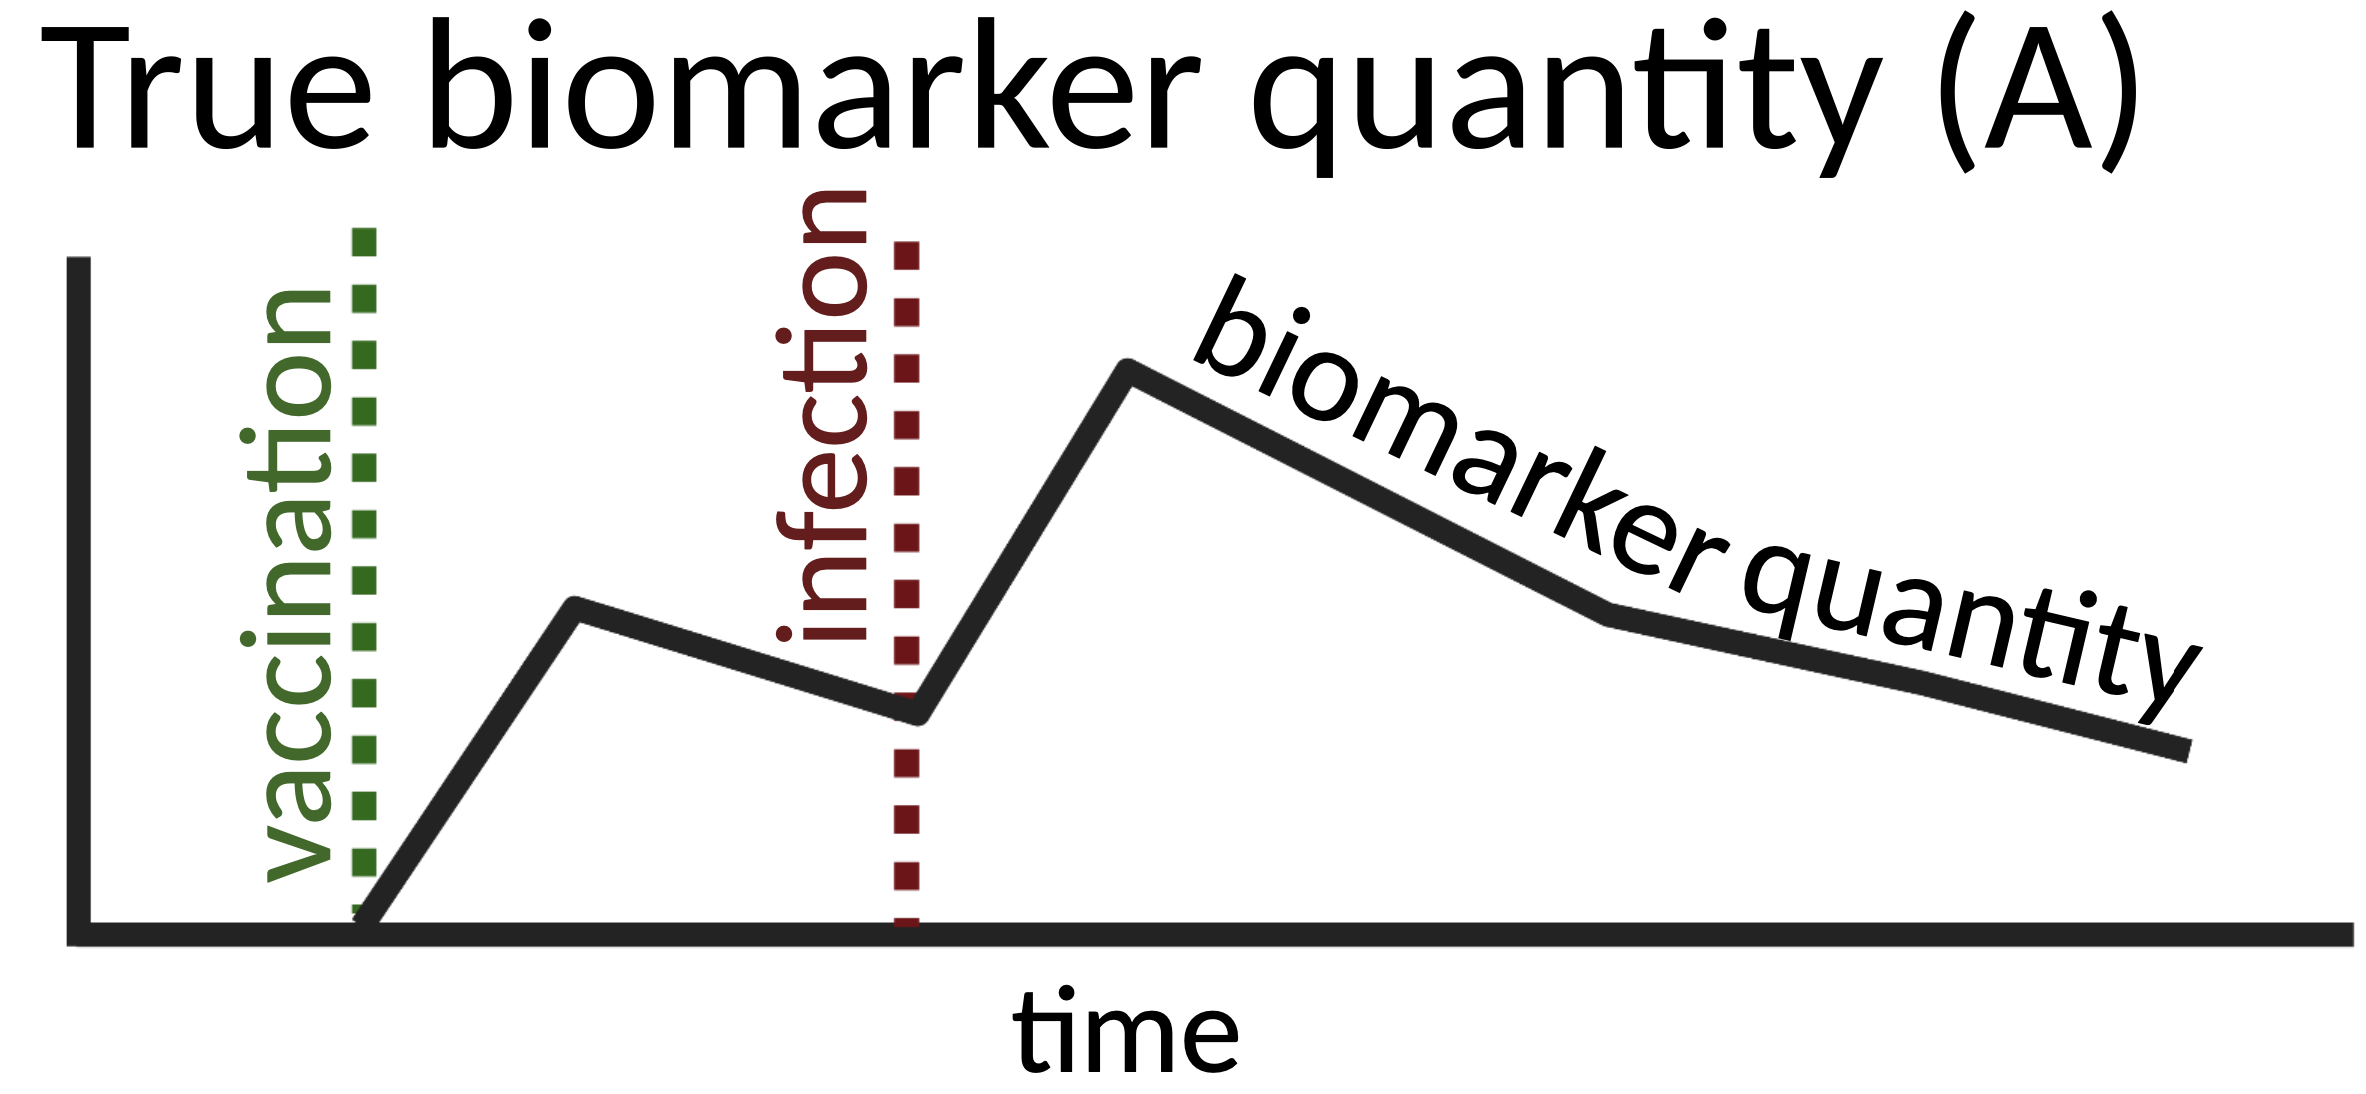 True biomarker quantity (A)
vaccination
infection
biomarker quantity
time